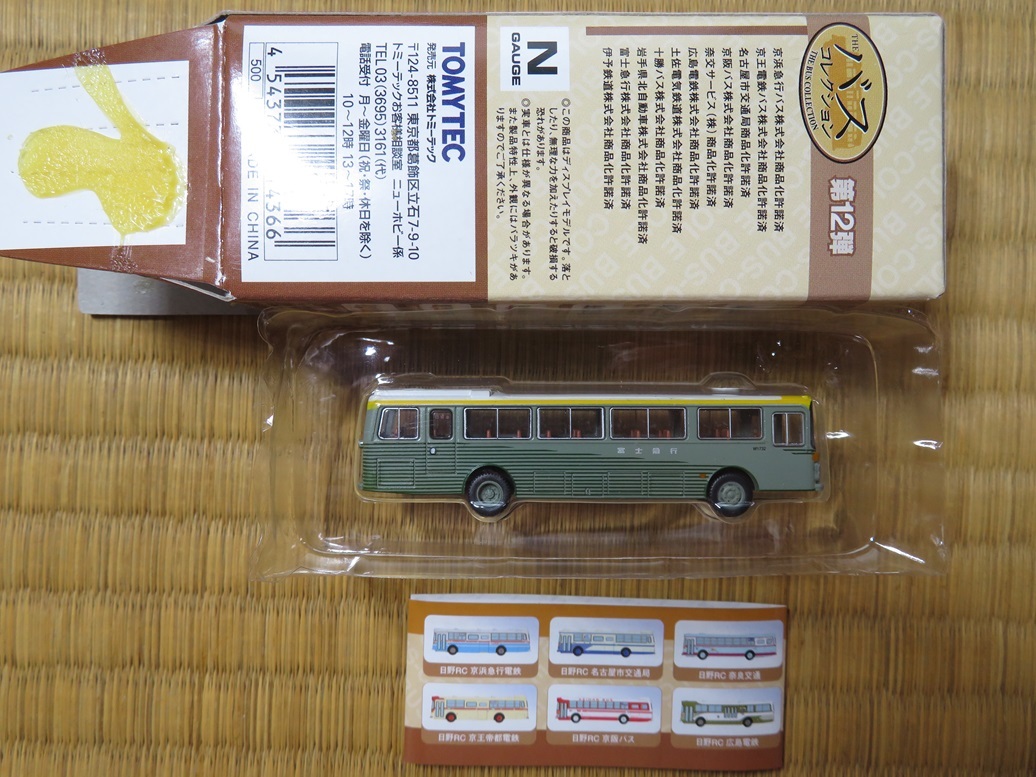 THE
バス
コレクション
THE BUS COLLECTION
第12弾
京浜急行バス株式会社商品化許諾済
京王電鉄バス株式会社商品化許諾済
名古屋市交通局商品化許諾済
京阪バス株式会社商品化許諾済
奈交サービス(株)商品化許諾済
広島電鉄株式会社商品化許諾済
土佐電気鉄道株式会社商品化許諾済
十勝バス株式会社商品化許諾済
岩手県北自動車株式会社商品化許諾済
富士急行株式会社商品化許諾済
伊予鉄道株式会社商品化許諾済
N
GAUGE
◎この商品はディスプレイモデルです。落と
したり、無理な力を加えたりすると破損する
恐れがあります。
◎実車とは仕様が異なる場合があります。
また製品特性上、外観にはバラツキがあ
りますのでご了承ください。
TOMYTEC
発売元 株式会社トミーテック
〒124-8511 東京都葛飾区立石7-9-10
トミーテックお客様相談室 ニューホビー係
TEL03(3695)3161(代)
電話受付 月~金曜日(祝・祭・休日を除く)
10~12時 13~
時
500
IN CHINA
富士急行
日野RC 京浜急行電鉄
日野RC 名古屋市交通局
日野RC 奈良交通
日野RC 京王帝都電鉄
日野RC 京阪バス
日野RC 広島電鉄